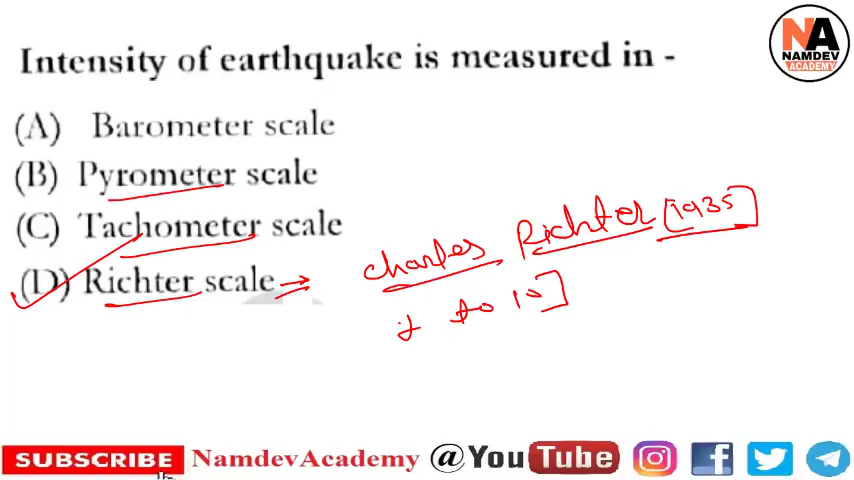 Intensity of earthquake is measured in -
NA
NAMDEV
ACADEMY
(A) Barometer scale
(B) Pyrometer scale
(C) Tachometer scale
(D) Richter scale
Charles Richter [1935]
to 10]
SUBSCRIBE NamdevAcademy @YouTube